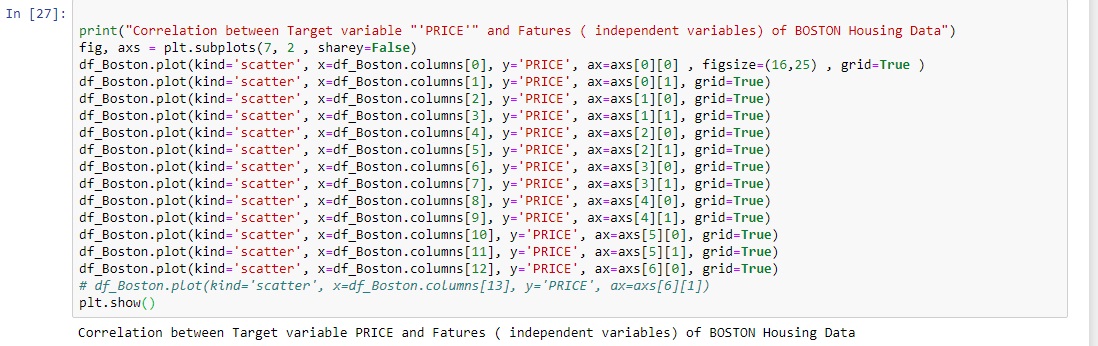 In [27]:
print("Correlation between Target variable "'PRICE'" and Fatures ( independent variables) of BOSTON Housing Data")
fig, axs = plt.subplots(7, 2 , sharey=False)
df_Boston.plot(kind='scatter', x=df_Boston.columns[0], y='PRICE', ax=axs[0][0] , figsize=(16,25) , grid=True )
df_Boston.plot(kind='scatter', x=df_Boston.columns[1], y='PRICE', ax=axs[0][1], grid=True)
df_Boston.plot(kind='scatter', x=df_Boston.columns[2], y='PRICE', ax=axs[1][0], grid=True)
df_Boston.plot(kind='scatter', x=df_Boston.columns[3], y='PRICE', ax=axs[1][1], grid=True)
df_Boston.plot(kind='scatter', x=df_Boston.columns[4], y='PRICE', ax=axs[2][0], grid=True)
df_Boston.plot(kind='scatter', x=df_Boston.columns[5], y='PRICE', ax=axs[2][1], grid=True)
df_Boston.plot(kind='scatter', x=df_Boston.columns[6], y='PRICE', ax=axs[3][0], grid=True)
df_Boston.plot(kind='scatter', x=df_Boston.columns[7], y='PRICE', ax=axs[3][1], grid=True)
df_Boston.plot(kind='scatter', x=df_Boston.columns[8], y='PRICE', ax=axs[4][0], grid=True)
df_Boston.plot(kind='scatter', x=df_Boston.columns[9], y='PRICE', ax=axs[4][1], grid=True)
df_Boston.plot(kind='scatter', x=df_Boston.columns[10], y='PRICE', ax=axs[5][0], grid=True)
df_Boston.plot(kind='scatter', x=df_Boston.columns[11], y='PRICE', ax=axs[5][1], grid=True)
df_Boston.plot(kind='scatter', x=df_Boston.columns[12], y='PRICE', ax=axs[6][0], grid=True)
# df_Boston.plot(kind='scatter', x=df_Boston.columns[13], y='PRICE', ax=axs[6][1])
plt.show()
Correlation between Target variable PRICE and Fatures ( independent variables) of BOSTON Housing Data